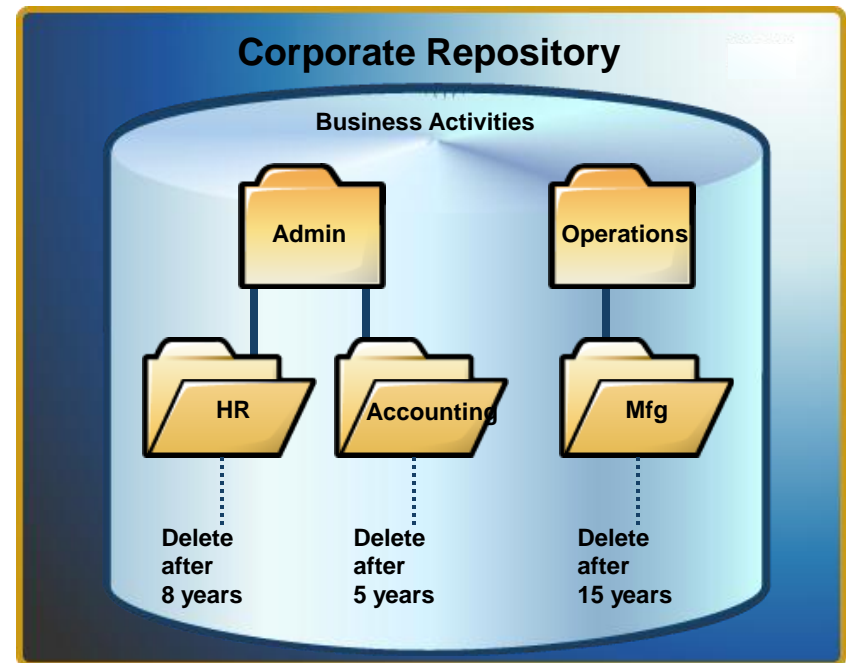 Corporate Repository
Business Activities
Admin
Operations
HR
Accounting
Mfg
Delete
after
8 years
Delete
after
5 years
Delete
after
15 years